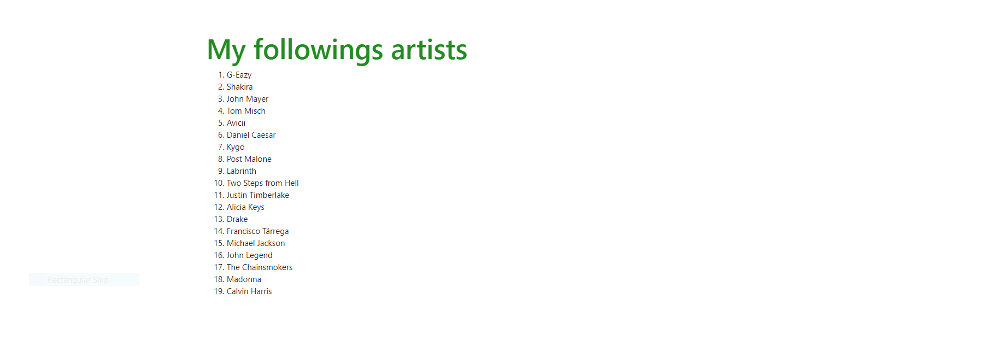 My followings artists
1. G-Eazy
2. Shakira
3. John Mayer
4. Tom Misch
5. Avicii
6. Daniel Caesar
7. Kygo
8. Post Malone
9. Labrinth
10. Two Steps from Hell
11. Justin Timberlake
12. Alicia Keys
13. Drake
14. Francisco Tárrega
15. Michael Jackson
16. John Legend
17. The Chainsmokers
Rectangular Snip
18. Madonna
19. Calvin Harris